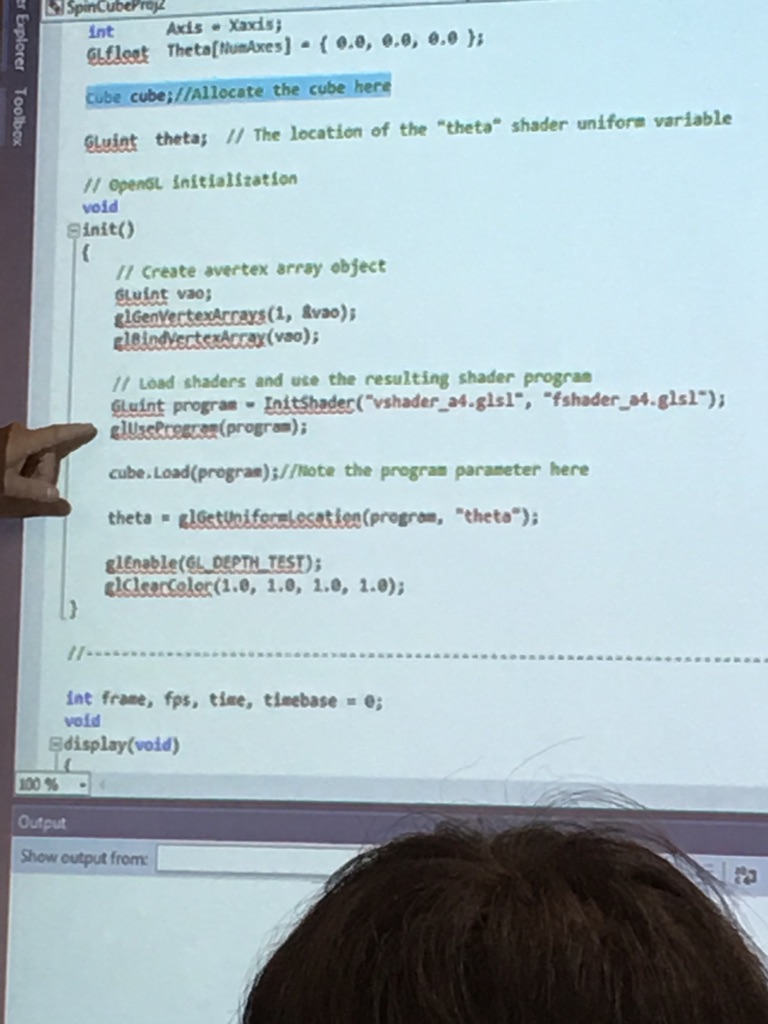 er Explorer
Toolbox
SpinCubeProj2
int Axis = Xaxis;
GLfloat Theta[NumAxes] = { 0.0, 0.0, 0.0 };
Cube cube;//Allocate the cube here
GLuint theta; // The location of the "theta" shader uniform variable
// OpenGL initialization
void
init()
{
// Create avertex array object
GLuint vao;
glGenVertexArrays(1, &vao);
glBindVertexArray(vao);
// Load shaders and use the resulting shader program
GLuint program = InitShader("vshader_a4.glsl", "fshader_a4.glsl");
glUseProgram(program);
cube.Load(program);//Note the program parameter here
theta = glGetUniformLocation(program, "theta");
glEnable(GL_DEPTH_TEST);
glClearColor(1.0, 1.0, 1.0, 1.0);
}
//----------------------------------------------------------------------------
int frame, fps, time, timebase = 0;
void
display(void)
{
100 %
Output
Show output from: